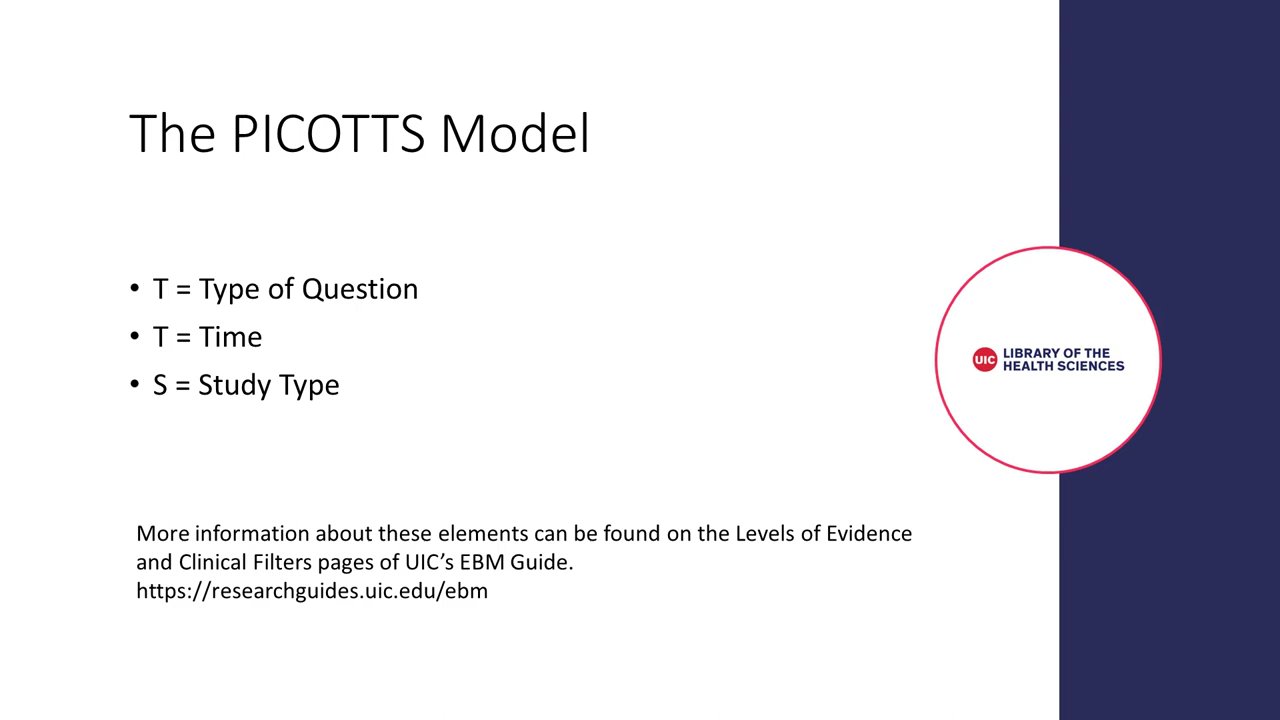 The PICOTTS Model
• T = Type of Question
• T = Time
• S = Study Type
UIC LIBRARY OF THE
HEALTH SCIENCES
More information about these elements can be found on the Levels of Evidence
and Clinical Filters pages of UIC’s EBM Guide.
https://researchguides.uic.edu/ebm